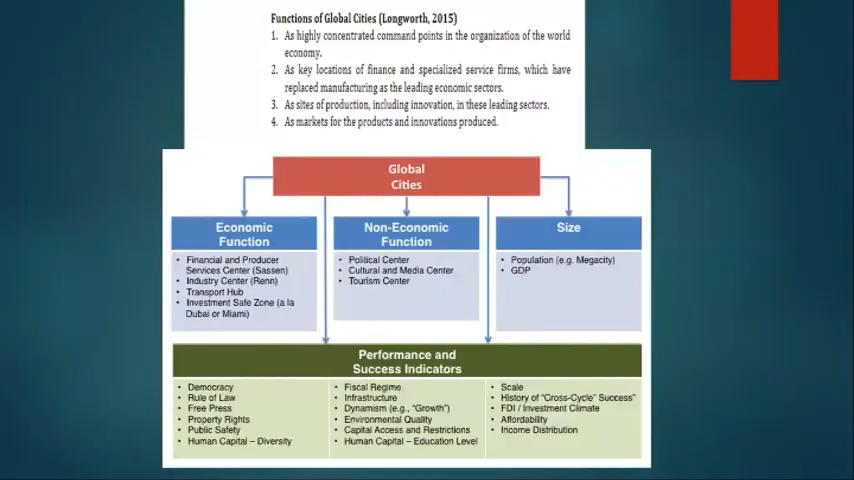 Functions of Global Cities (Longworth, 2015)
1. As highly concentrated command points in the organization of the world
economy.
2. As key locations of finance and specialized service firms, which have
replaced manufacturing as the leading economic sectors.
3. As sites of production, including innovation, in these leading sectors.
4. As markets for the products and innovations produced.
Global
Cities
Economic
Function
• Financial and Producer
Services Center (Sassen)
• Industry Center (Renn)
• Transport Hub
• Investment Safe Zone (a la
Dubai or Miami)
Non-Economic
Function
• Political Center
• Cultural and Media Center
• Tourism Center
Size
• Population (e.g. Megacity)
• GDP
Performance and
Success Indicators
• Democracy
• Rule of Law
• Free Press
• Property Rights
• Public Safety
• Human Capital – Diversity
• Fiscal Regime
• Infrastructure
• Dynamism (e.g., “Growth”)
• Environmental Quality
• Capital Access and Restrictions
• Human Capital – Education Level
• Scale
• History of “Cross-Cycle” Success”
• FDI / Investment Climate
• Affordability
• Income Distribution